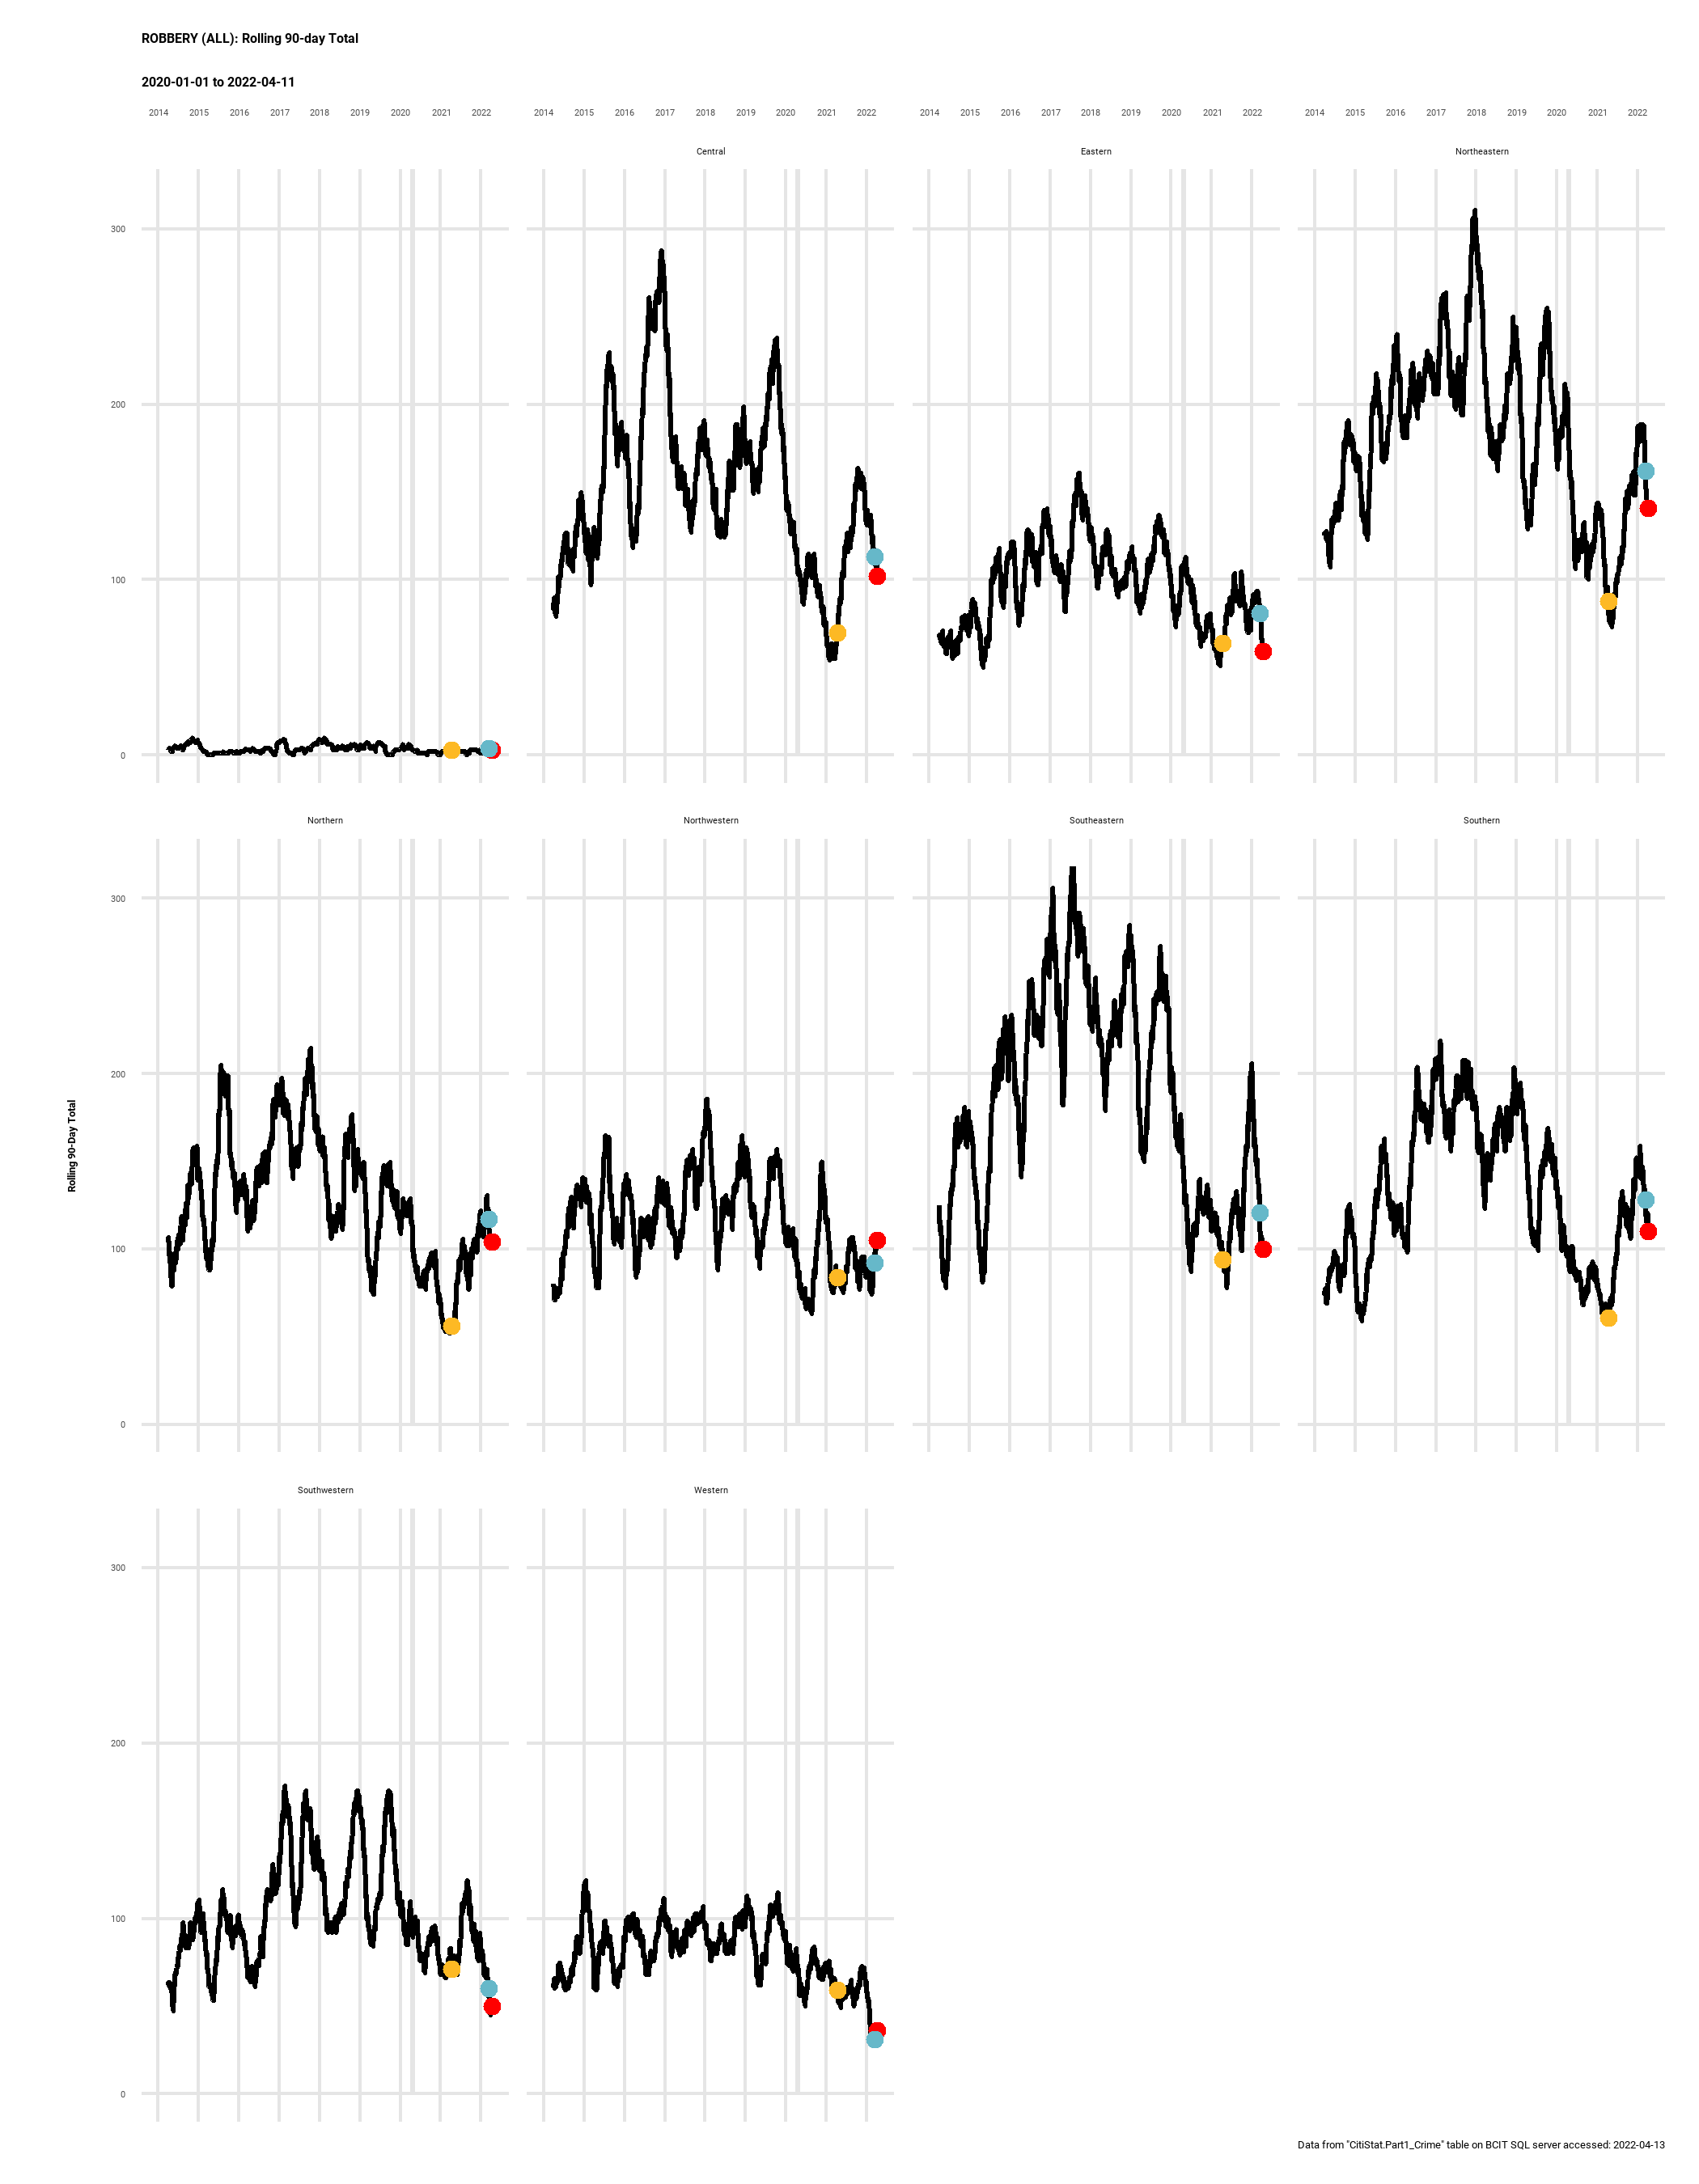 ROBBERY (ALL): Rolling 90-day Total
2020-01-01 to 2022-04-11
2014 2015 2016 2017 2018 2019 2020 2021 2022 2014 2015 2016 2017 2018 2019 2020 2021 2022 2014 2015 2016 2017 2018 2019 2020 2021 2022 2014 2015 2016 2017 2018 2019 2020 2021 2022
Central Eastern Northeastern
300
200
100
0
Northern Northwestern Southeastern Southern
300
200
Rolling 90-Day Total
100
0
Southwestern Western
300
200
100
0
Data from "CitiStat.Part1_Crime" table on BCIT SQL server accessed: 2022-04-13